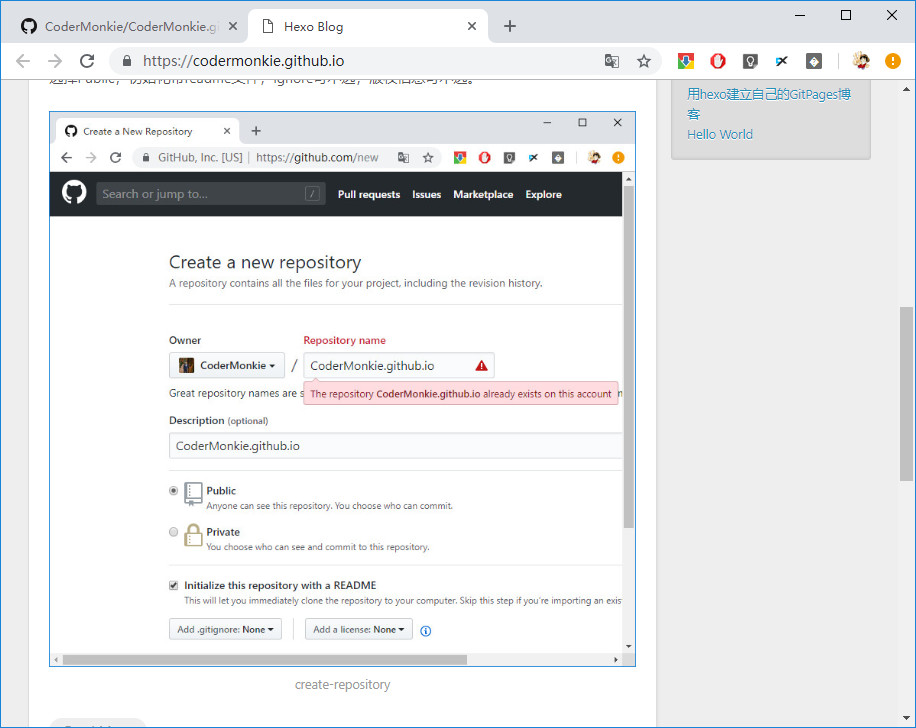 CoderMonkie/CoderMonkie.g
Hexo Blog
https://codermonkie.github.io
用hexo建立自己的GitPages博
客
Hello World
Create a New Repository
GitHub, Inc. [US] | https://github.com/new
Search or jump to... /
Pull requests Issues Marketplace Explore
Create a new repository
A repository contains all the files for your project, including the revision history.
Owner
Repository name
CoderMonkie / CoderMonkie.github.io
Great repository names are s
The repository CoderMonkie.github.io already exists on this account
Description (optional)
CoderMonkie.github.io
Public
Anyone can see this repository. You choose who can commit.
Private
You choose who can see and commit to this repository.
Initialize this repository with a README
This will let you immediately clone the repository to your computer. Skip this step if you're importing an exis
Add .gitignore: None
Add a license: None
create-repository